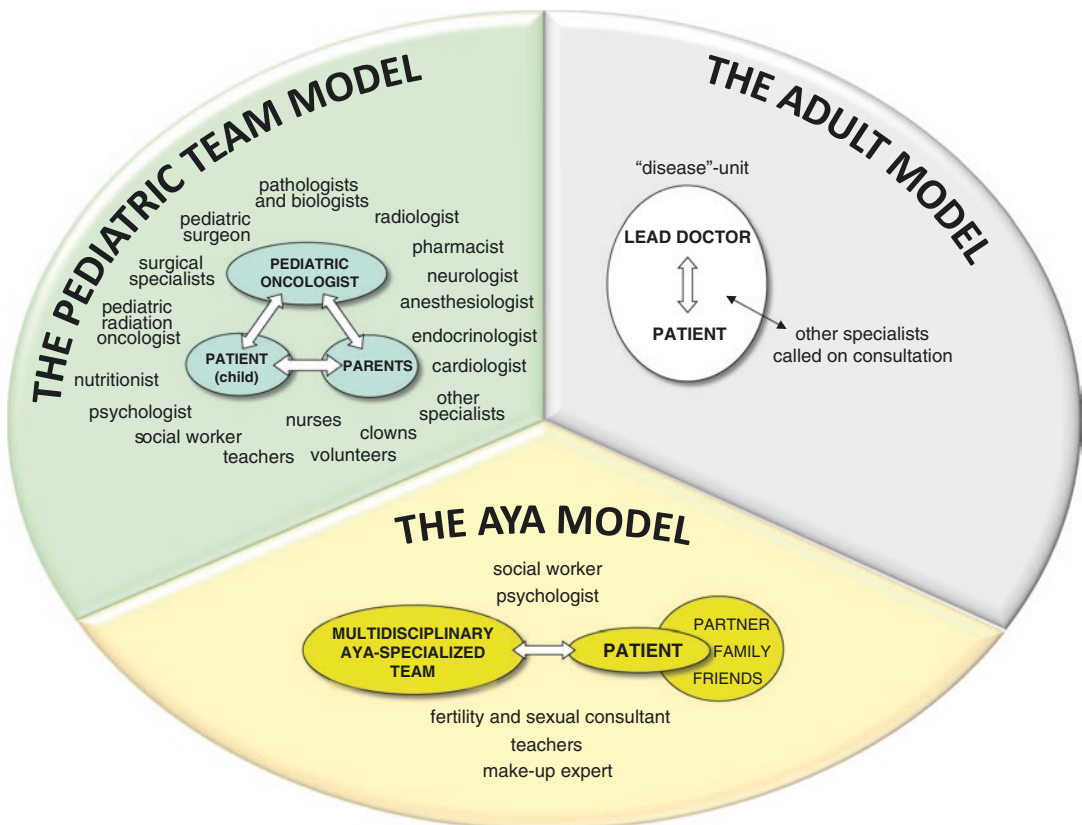 THE PEDIATRIC TEAM MODEL
pathologists
and biologists
radiologist
pediatric
surgeon
pharmacist
surgical
specialists
PEDIATRIC
ONCOLOGIST
neurologist
anesthesiologist
pediatric
radiation
oncologist
endocrinologist
PATIENT
(child)
PARENTS
cardiologist
nutritionist
other
specialists
psychologist
nurses
social worker
clowns
teachers
volunteers
THE ADULT MODEL
“disease”-unit
LEAD DOCTOR
PATIENT
other specialists
called on consultation
THE AYA MODEL
social worker
psychologist
MULTIDISCIPLINARY
AYA-SPECIALIZED
TEAM
PATIENT
PARTNER
FAMILY
FRIENDS
fertility and sexual consultant
teachers
make-up expert